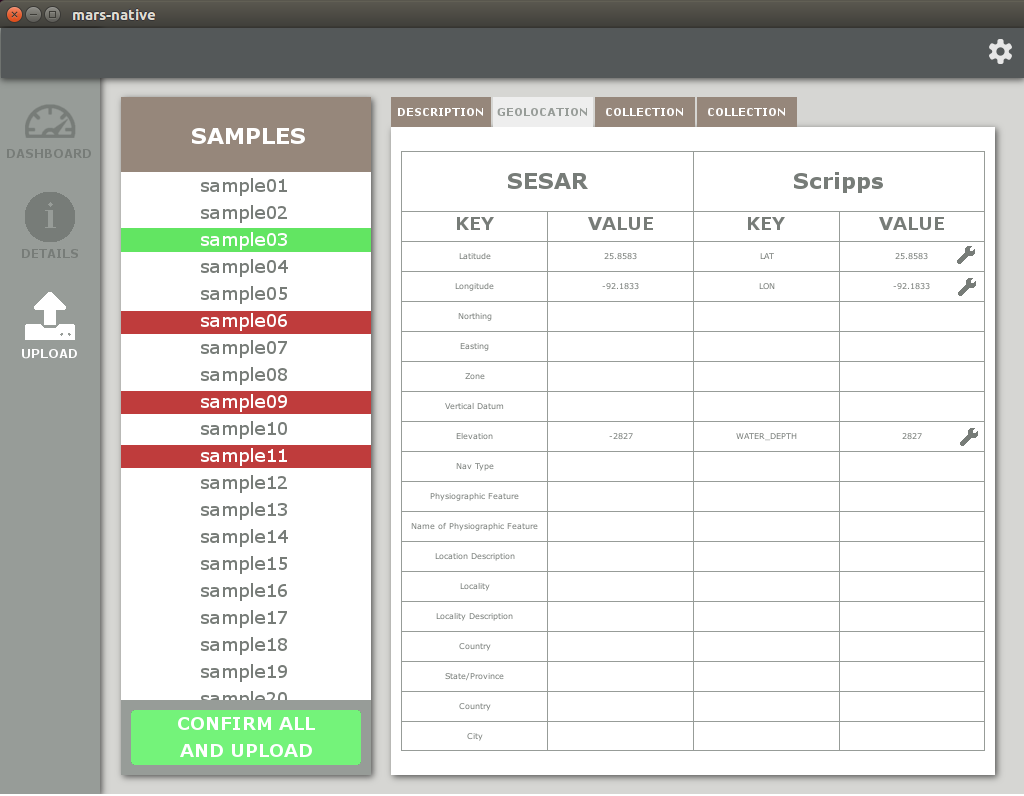 mars-native
DASHBOARD
DETAILS
UPLOAD
SAMPLES
sample01
sample02
sample03
sample04
sample05
sample06
sample07
sample08
sample09
sample10
sample11
sample12
sample13
sample14
sample15
sample16
sample17
sample18
sample19
sample20
CONFIRM ALL
AND UPLOAD
DESCRIPTION GEOLOCATION COLLECTION COLLECTION
SESAR Scripps
KEY VALUE KEY VALUE
Latitude 25.8583 LAT 25.8583
Longitude -92.1833 LON -92.1833
Northing
Easting
Zone
Vertical Datum
Elevation -2827 WATER_DEPTH 2827
Nav Type
Physiographic Feature
Name of Physiographic Feature
Location Description
Locality
Locality Description
Country
State/Province
Country
City